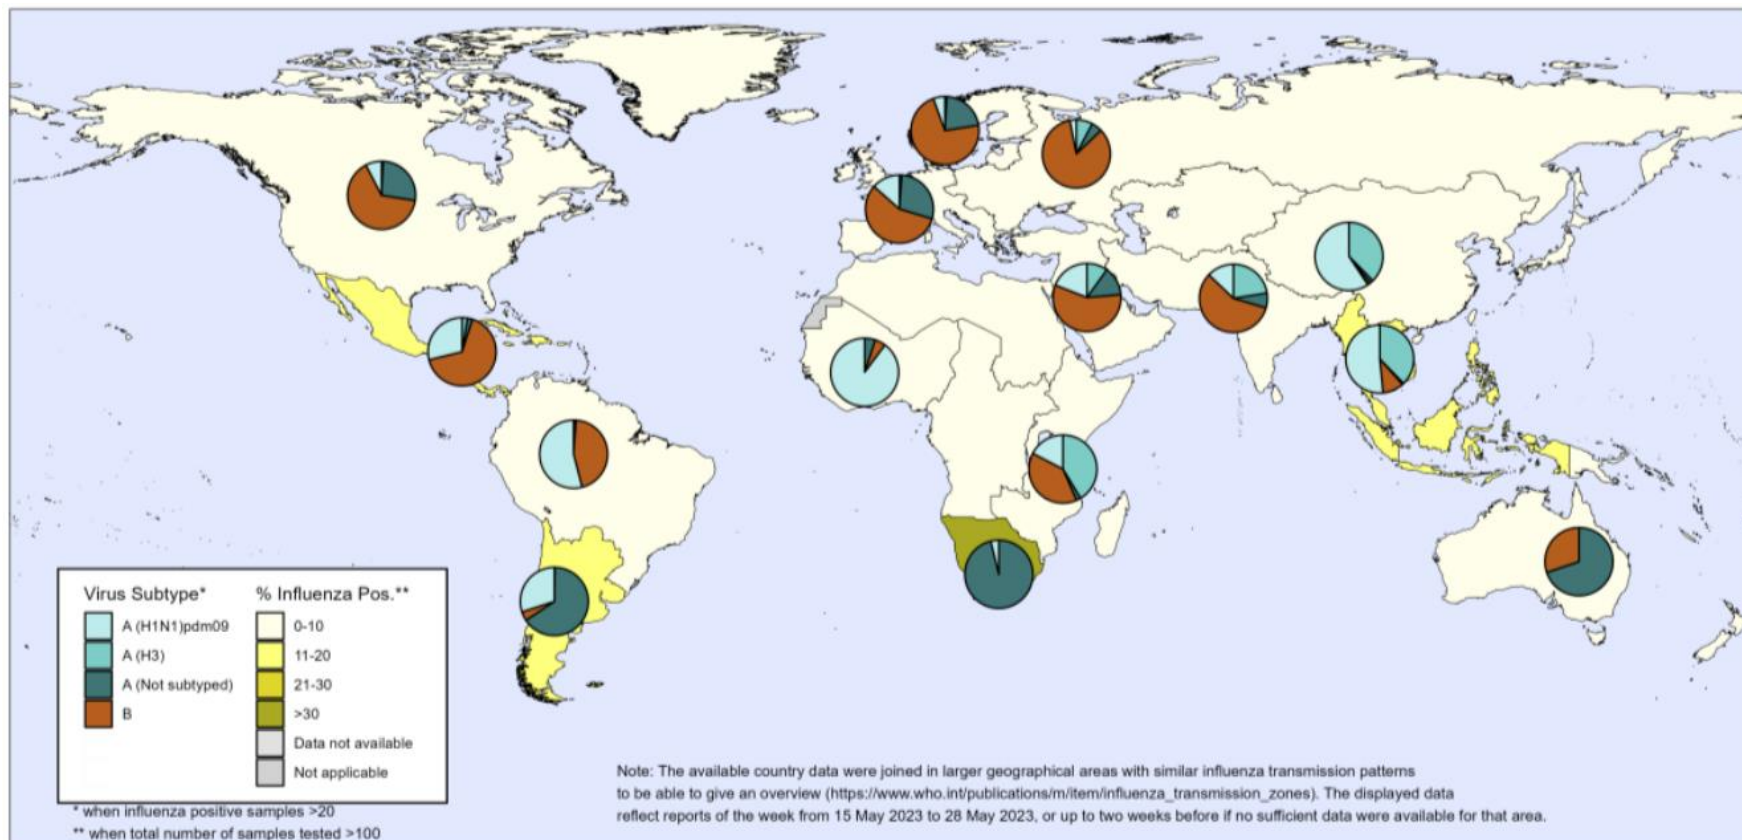 Virus Subtype*
A (H1N1)pdm09
A (H3)
A (Not subtyped)
B
% Influenza Pos.**
0-10
11-20
21-30
>30
Data not available
Not applicable
* when influenza positive samples >20
** when total number of samples tested >100
Note: The available country data were joined in larger geographical areas with similar influenza transmission patterns
to be able to give an overview (https://www.who.int/publications/m/item/influenza_transmission_zones). The displayed data
reflect reports of the week from 15 May 2023 to 28 May 2023, or up to two weeks before if no sufficient data were available for that area.